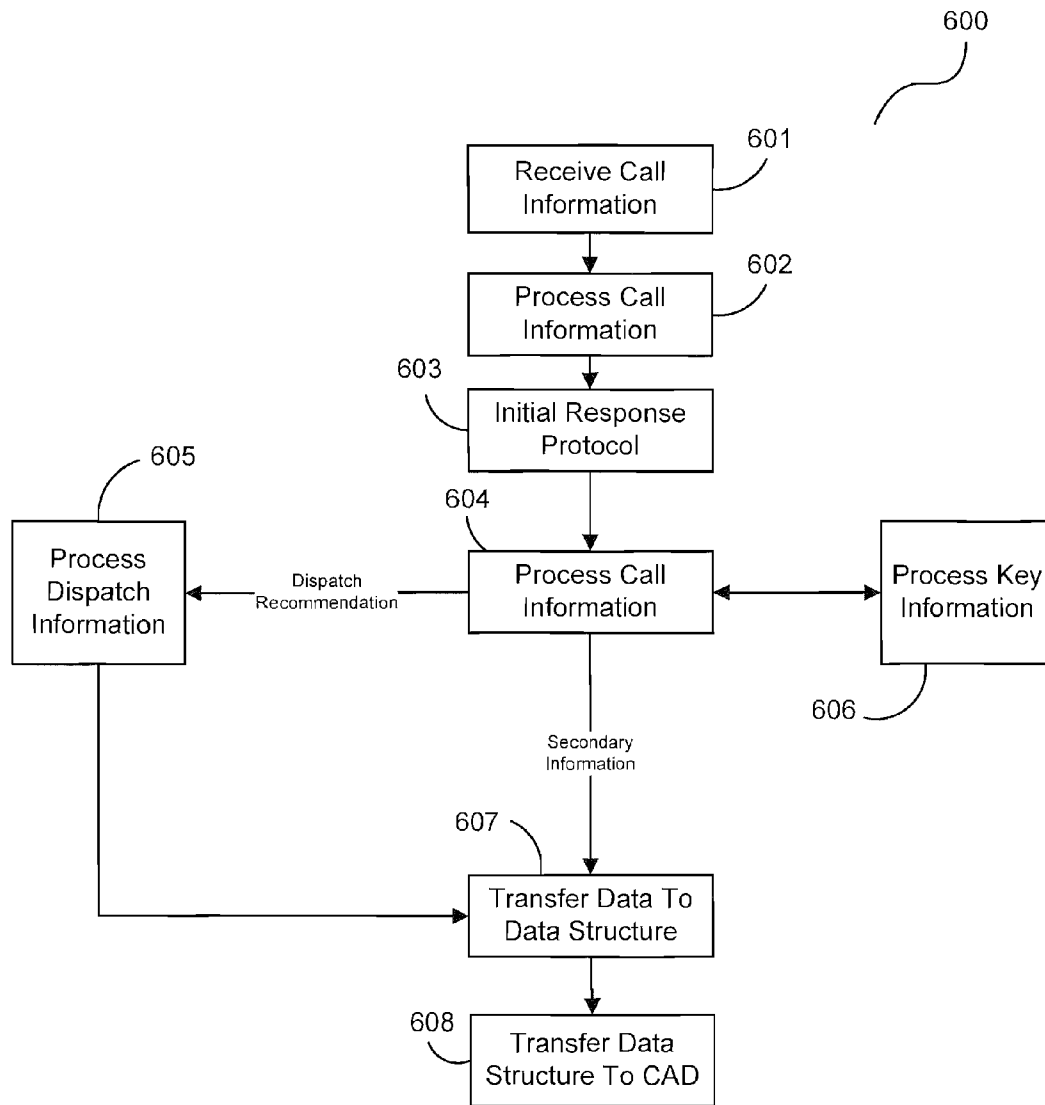 600
601
Receive Call
Information
602
Process Call
Information
603
Initial Response
Protocol
605
604
Process
Dispatch
Information
Dispatch
Recommendation
Process Call
Information
Process Key
Information
606
Secondary
Information
607
Transfer Data To
Data Structure
608
Transfer Data
Structure To CAD